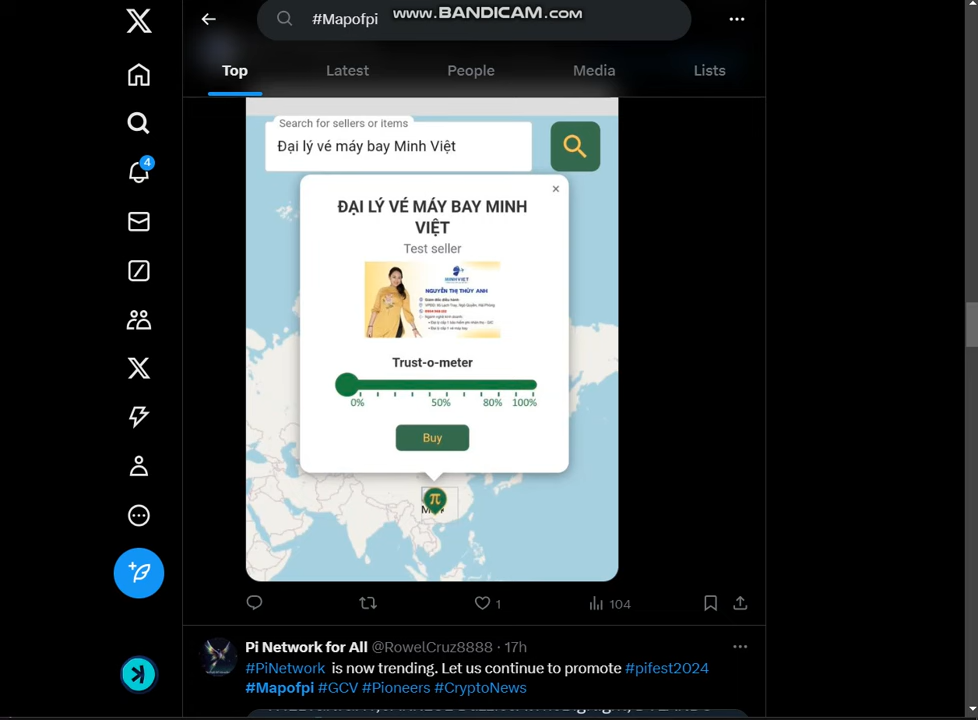 #Mapofpi
www.BANDICAM.com
Top Latest People Media Lists
4
Search for sellers or items
Đại lý vé máy bay Minh Việt
ĐẠI LÝ VÉ MÁY BAY MINH
VIỆT
Test seller
MINHVIET
NGUYỄN THỊ THÙY ANH
Trust-o-meter
0% 50% 80% 100%
Buy
π
1 104
Pi Network for All @RowelCruz8888 · 17h
#PiNetwork is now trending. Let us continue to promote #pifest2024
#Mapofpi #GCV #Pioneers #CryptoNews